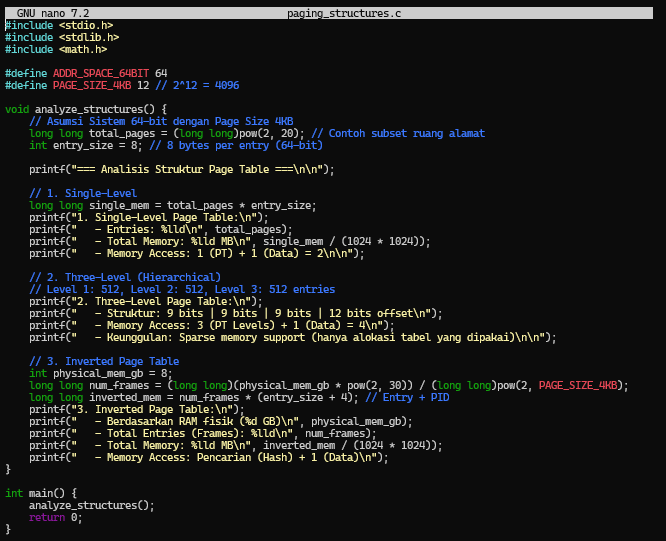 GNU nano 7.2 paging_structures.c
#include <stdio.h>
#include <stdlib.h>
#include <math.h>

#define ADDR_SPACE_64BIT 64
#define PAGE_SIZE_4KB 12 // 2^12 = 4096

void analyze_structures() {
    // Asumsi Sistem 64-bit dengan Page Size 4KB
    long long total_pages = (long long)pow(2, 20); // Contoh subset ruang alamat
    int entry_size = 8; // 8 bytes per entry (64-bit)

    printf("=== Analisis Struktur Page Table ===\n\n");

    // 1. Single-Level
    long long single_mem = total_pages * entry_size;
    printf("1. Single-Level Page Table:\n");
    printf("   - Entries: %lld\n", total_pages);
    printf("   - Total Memory: %lld MB\n", single_mem / (1024 * 1024));
    printf("   - Memory Access: 1 (PT) + 1 (Data) = 2\n\n");

    // 2. Three-Level (Hierarchical)
    // Level 1: 512, Level 2: 512, Level 3: 512 entries
    printf("2. Three-Level Page Table:\n");
    printf("   - Struktur: 9 bits | 9 bits | 9 bits | 12 bits offset\n");
    printf("   - Memory Access: 3 (PT Levels) + 1 (Data) = 4\n");
    printf("   - Keunggulan: Sparse memory support (hanya alokasi tabel yang dipakai)\n\n");

    // 3. Inverted Page Table
    int physical_mem_gb = 8;
    long long num_frames = (long long)(physical_mem_gb * pow(2, 30)) / (long long)pow(2, PAGE_SIZE_4KB);
    long long inverted_mem = num_frames * (entry_size + 4); // Entry + PID
    printf("3. Inverted Page Table:\n");
    printf("   - Berdasarkan RAM fisik (%d GB)\n", physical_mem_gb);
    printf("   - Total Entries (Frames): %lld\n", num_frames);
    printf("   - Total Memory: %lld MB\n", inverted_mem / (1024 * 1024));
    printf("   - Memory Access: Pencarian (Hash) + 1 (Data)\n");
}

int main() {
    analyze_structures();
    return 0;
}